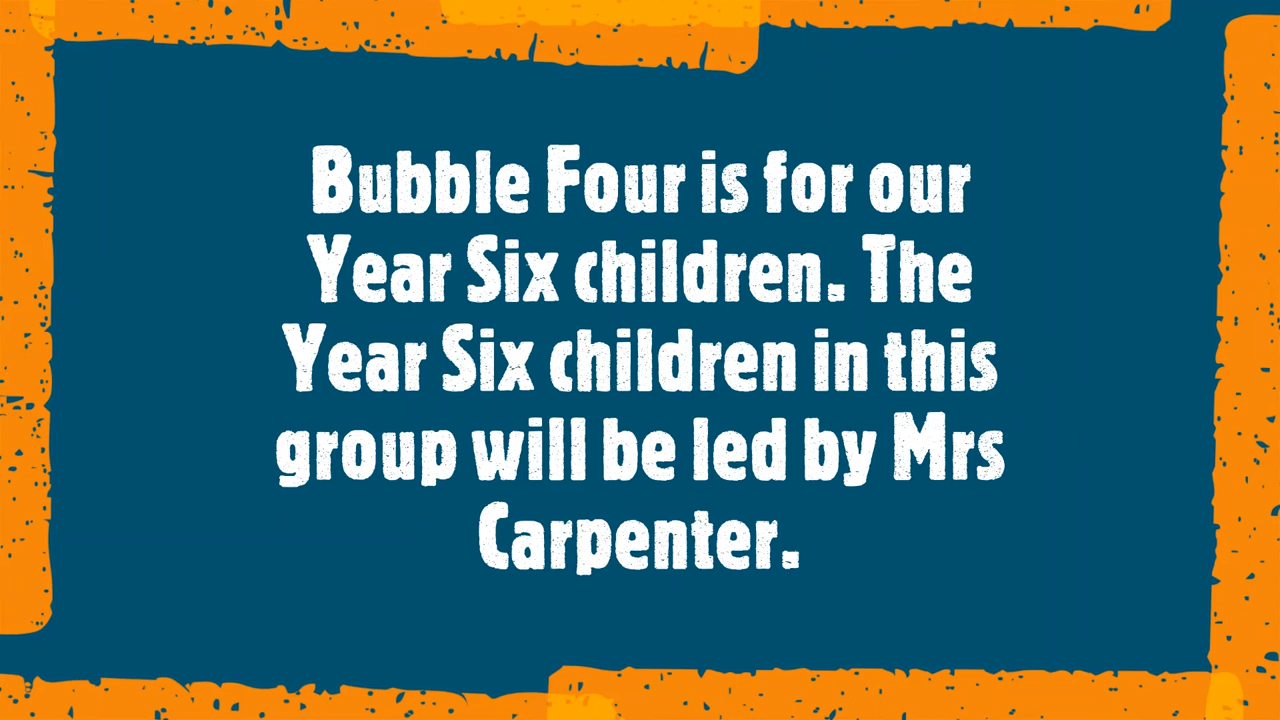 Bubble Four is for our
Year Six children. The
Year Six children in this
group will be led by Mrs
Carpenter.